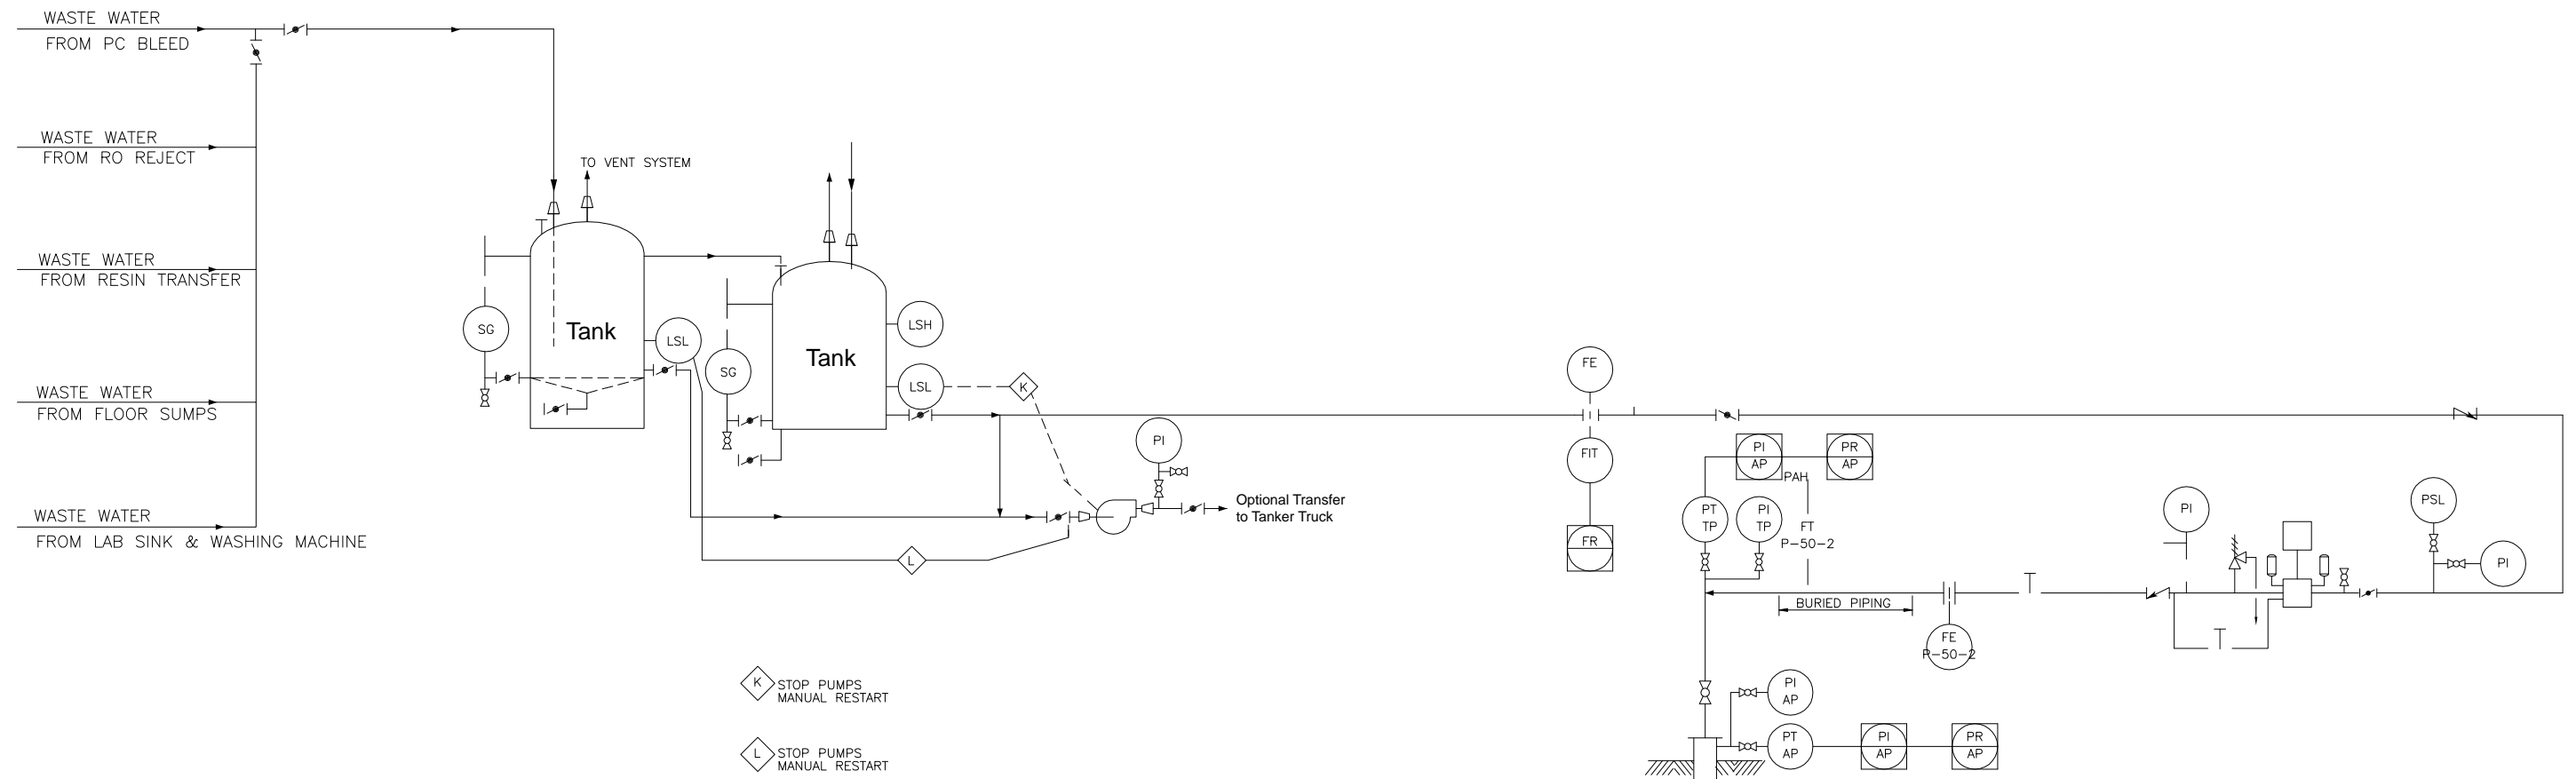 WASTE WATER
FROM PC BLEED
WASTE WATER
FROM RO REJECT
TO VENT SYSTEM
WASTE WATER
FROM RESIN TRANSFER
SG
Tank
LSL
SG
Tank
LSH
LSL
K
WASTE WATER
FROM FLOOR SUMPS
WASTE WATER
FROM LAB SINK & WASHING MACHINE
L
PI
Optional Transfer
to Tanker Truck
FE
FIT
FR
PI
AP
PR
AP
PAH
PT
TP
PI
TP
FT
P-50-2
BURIED PIPING
FE
P-50-2
PI
PSL
PI
K
STOP PUMPS
MANUAL RESTART
L
STOP PUMPS
MANUAL RESTART
PI
AP
PT
AP
PI
AP
PR
AP